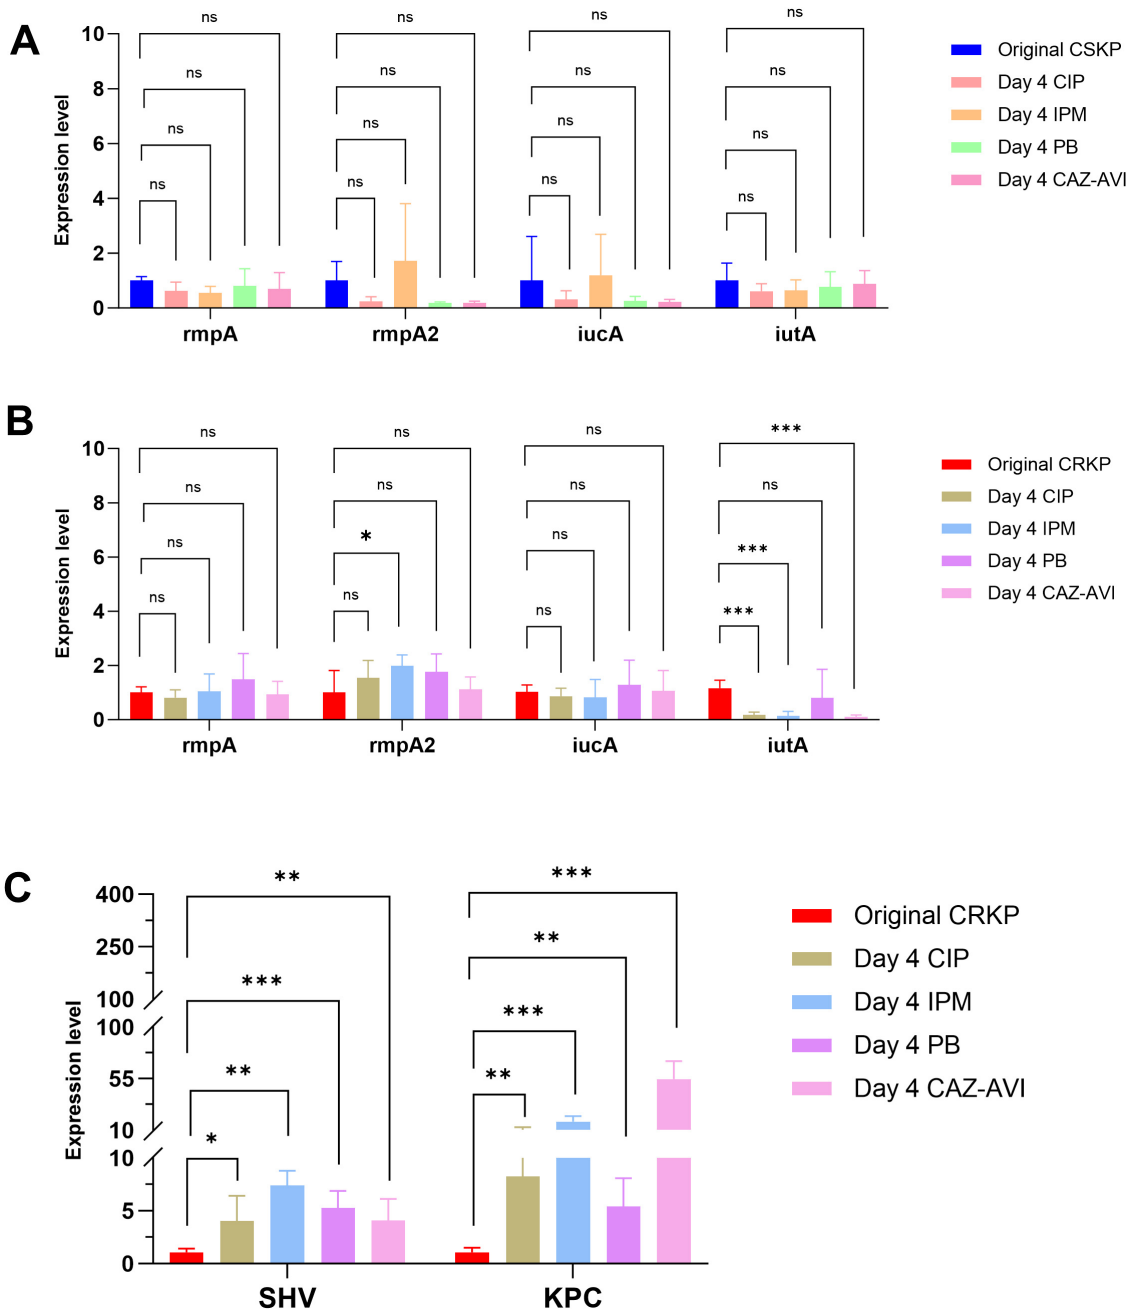 A
ns ns ns ns
10
ns ns ns ns
8
ns ns ns ns
6
ns ns ns ns
4
2
0
Expression level
rmpA rmpA2 iucA iutA
Original CSKP
Day 4 CIP
Day 4 IPM
Day 4 PB
Day 4 CAZ-AVI
B
ns ns ns ***
10
ns ns ns ns
8
ns * ns ***
6
ns ns ns ***
4
2
0
Expression level
rmpA rmpA2 iucA iutA
Original CRKP
Day 4 CIP
Day 4 IPM
Day 4 PB
Day 4 CAZ-AVI
C
** ***
400
250
*** **
100
100
** ***
55
* **
10
10
5
0
Expression level
SHV KPC
Original CRKP
Day 4 CIP
Day 4 IPM
Day 4 PB
Day 4 CAZ-AVI